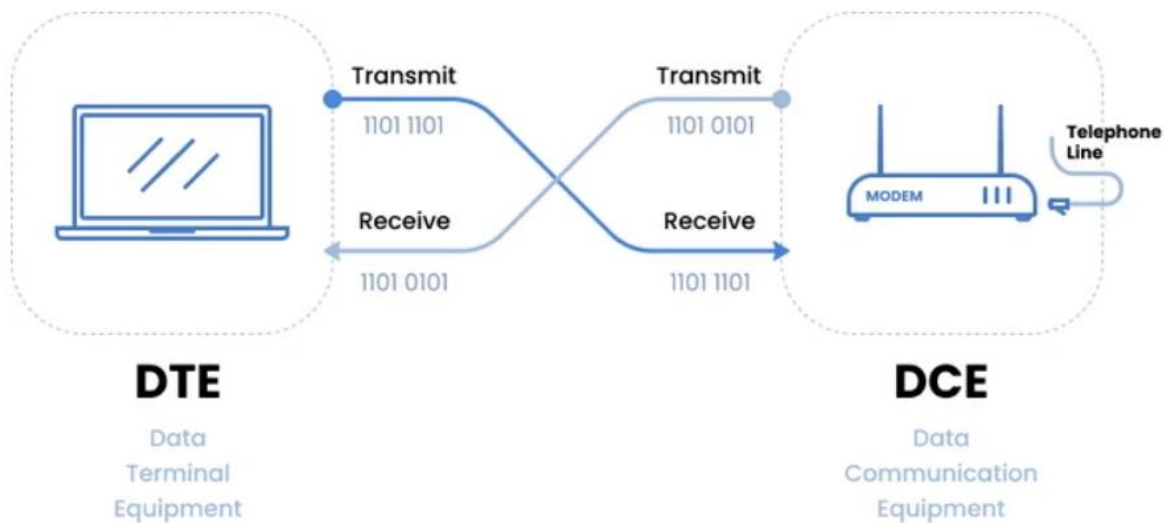 Transmit
1101 1101
Receive
1101 0101
Transmit
1101 0101
Receive
1101 1101
MODEM
Telephone
Line
DTE
Data
Terminal
Equipment
DCE
Data
Communication
Equipment